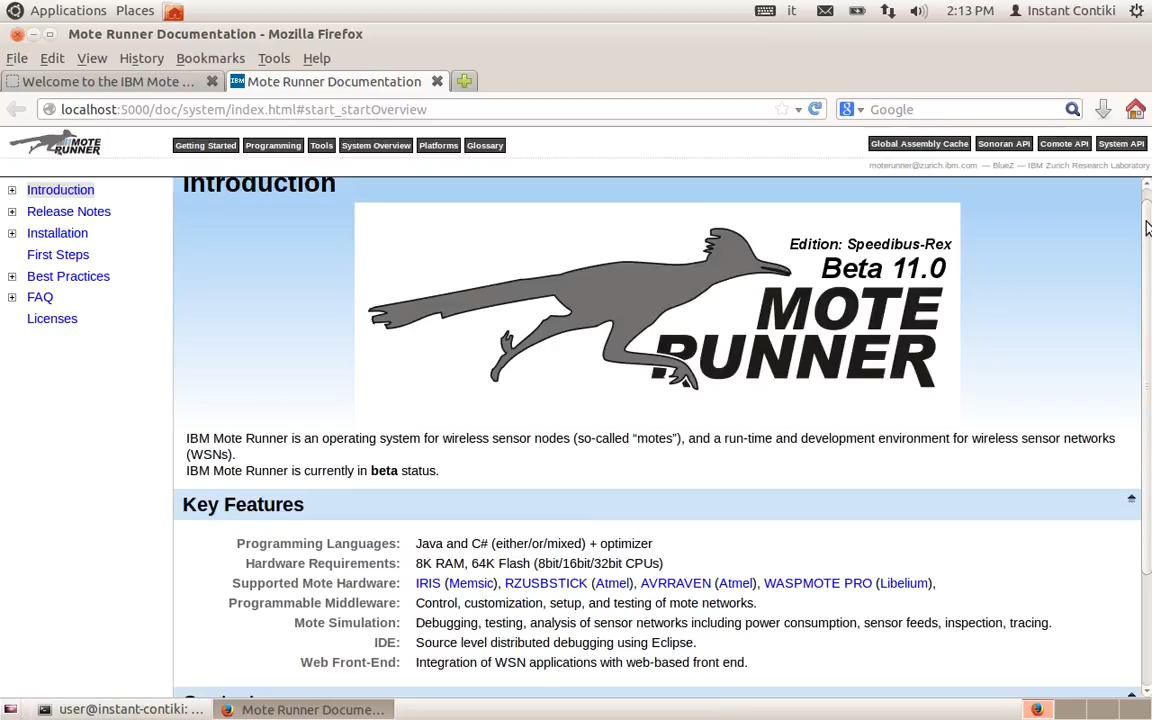 Applications Places it 2:13 PM Instant Contiki
Mote Runner Documentation - Mozilla Firefox
File Edit View History Bookmarks Tools Help
Welcome to the IBM Mote ... Mote Runner Documentation
localhost:5000/doc/system/index.html#start_startOverview Google
MOTE RUNNER
Getting Started Programming Tools System Overview Platforms Glossary Global Assembly Cache Sonoran API Comote API System API
moterunner@zurich.ibm.com — BlueZ — IBM Zurich Research Laboratory
Introduction
Release Notes
Installation
First Steps
Best Practices
FAQ
Licenses
Introduction
Edition: Speedibus-Rex
Beta 11.0
MOTE
RUNNER
IBM Mote Runner is an operating system for wireless sensor nodes (so-called “motes”), and a run-time and development environment for wireless sensor networks
(WSNs).
IBM Mote Runner is currently in beta status.
Key Features
Programming Languages: Java and C# (either/or/mixed) + optimizer
Hardware Requirements: 8K RAM, 64K Flash (8bit/16bit/32bit CPUs)
Supported Mote Hardware: IRIS (Memsic), RZUSBSTICK (Atmel), AVRRAVEN (Atmel), WASPMOTE PRO (Libelium),
Programmable Middleware: Control, customization, setup, and testing of mote networks.
Mote Simulation: Debugging, testing, analysis of sensor networks including power consumption, sensor feeds, inspection, tracing.
IDE: Source level distributed debugging using Eclipse.
Web Front-End: Integration of WSN applications with web-based front end.
user@instant-contiki: ... Mote Runner Docume...